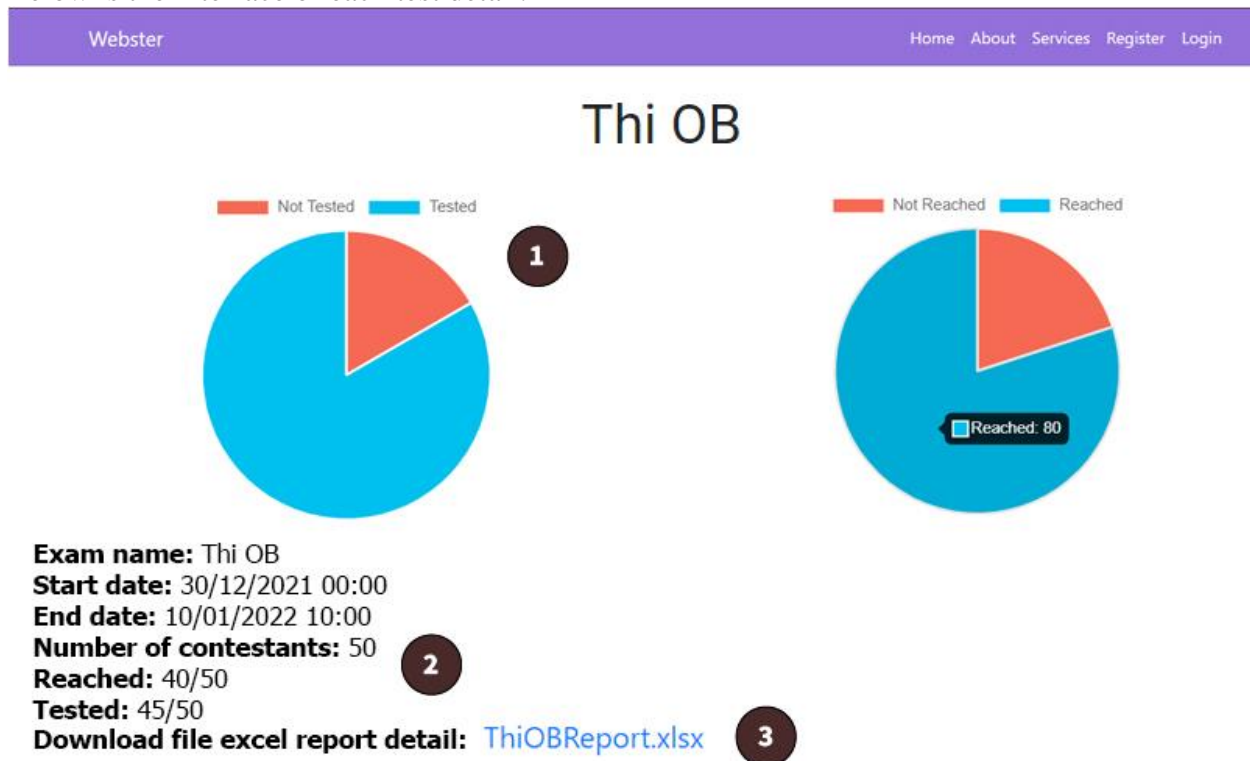 Webster
Home About Services Register Login
Thi OB
Not Tested Tested
Not Reached Reached
1
Reached: 80
Exam name: Thi OB
Start date: 30/12/2021 00:00
End date: 10/01/2022 10:00
Number of contestants: 50
2
Reached: 40/50
Tested: 45/50
Download file excel report detail: ThiOBReport.xlsx
3